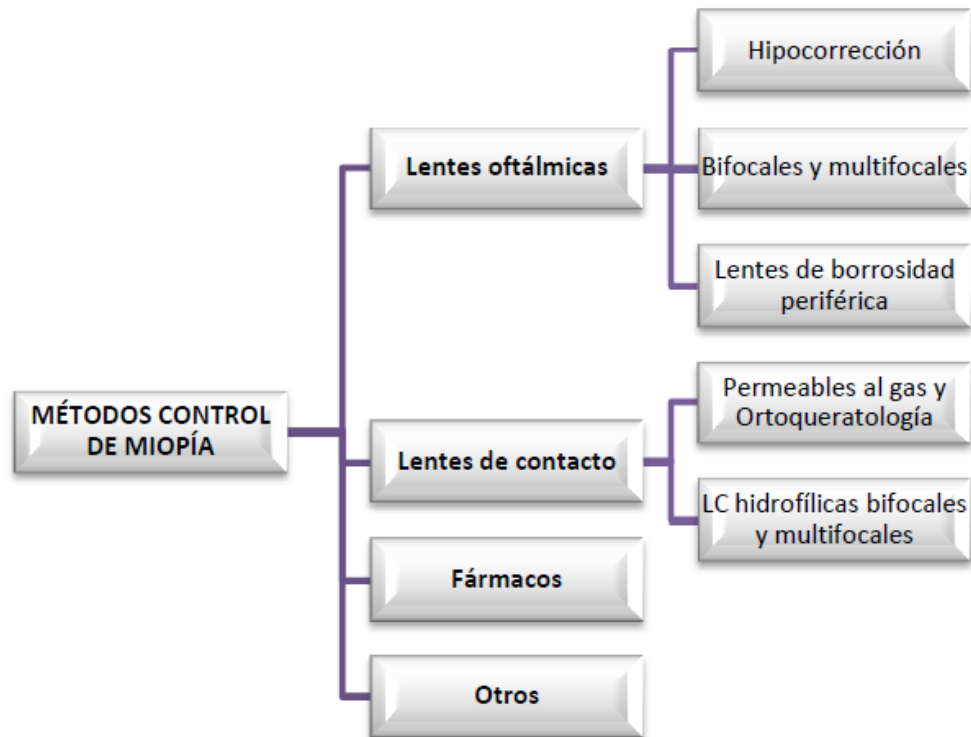 MÉTODOS CONTROL
DE MIOPÍA
Lentes oftálmicas
Hipocorrección
Bifocales y multifocales
Lentes de borrosidad
periférica
Lentes de contacto
Permeables al gas y
Ortoqueratología
LC hidrofílicas bifocales
y multifocales
Fármacos
Otros